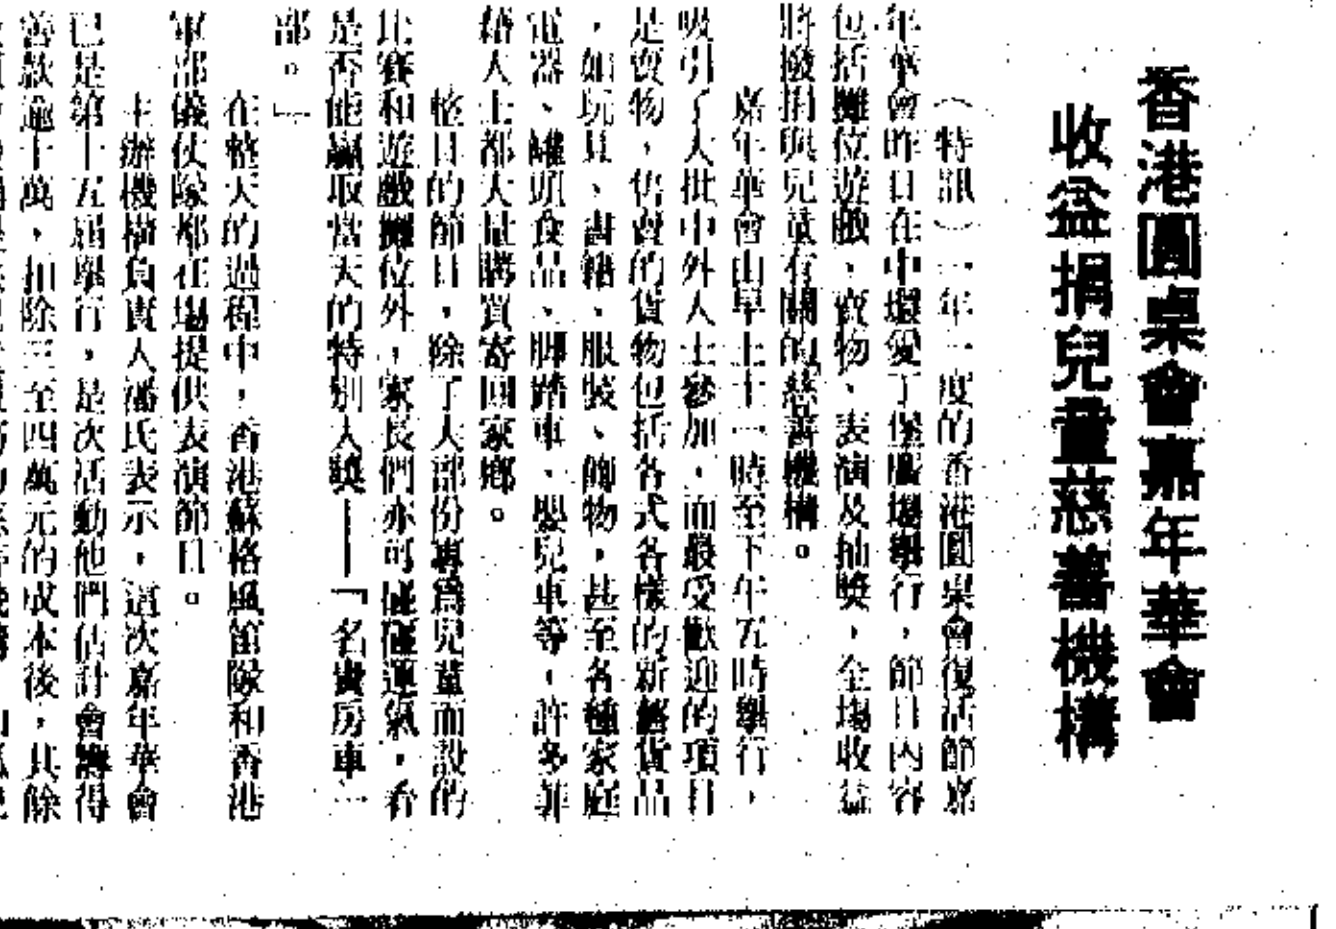 香港圓桌會嘉年華會
收益捐兒童慈善機構
（特訊）一年一度的香港圓桌會復活節嘉
年華會昨日在中環愛丁堡廣場舉行，節目內容
包括攤位遊戲、賣物、表演及抽獎，全場收益
將撥捐與兒童有關的慈善機構。
嘉年華會由早上十一時至下午五時舉行，
吸引了大批中外人士參加，而最受歡迎的項目
是賣物，售賣的貨物包括各式各樣的新舊貨品
，如玩具、書籍、服裝、飾物，甚至各種家庭
電器、罐頭食品、脚踏車、嬰兒車等，許多菲
籍人士都大量購買寄回家鄉。
整日的節目，除了大部份專爲兒童而設的
比賽和遊戲攤位外，家長們亦可碰碰運氣，看
是否能贏取當天的特別大獎——「名貴房車一
部。」
在整天的過程中，香港蘇格風笛隊和香港
軍部儀仗隊都在場提供表演節目。
主辦機構負責人潘氏表示，這次嘉年華會
已是第十五屆舉行，是次活動他們估計會籌得
善款逾十萬，扣除三至四萬元的成本後，其餘